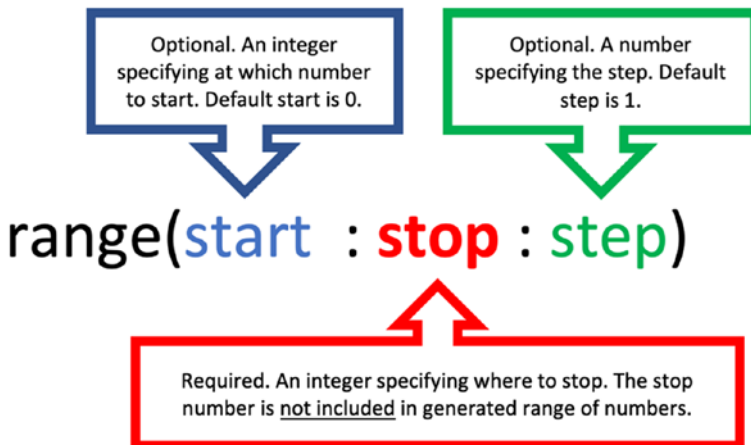 Optional. An integer
specifying at which number
to start. Default start is 0.
Optional. A number
specifying the step. Default
step is 1.
range(start : stop : step)
Required. An integer specifying where to stop. The stop
number is not included in generated range of numbers.